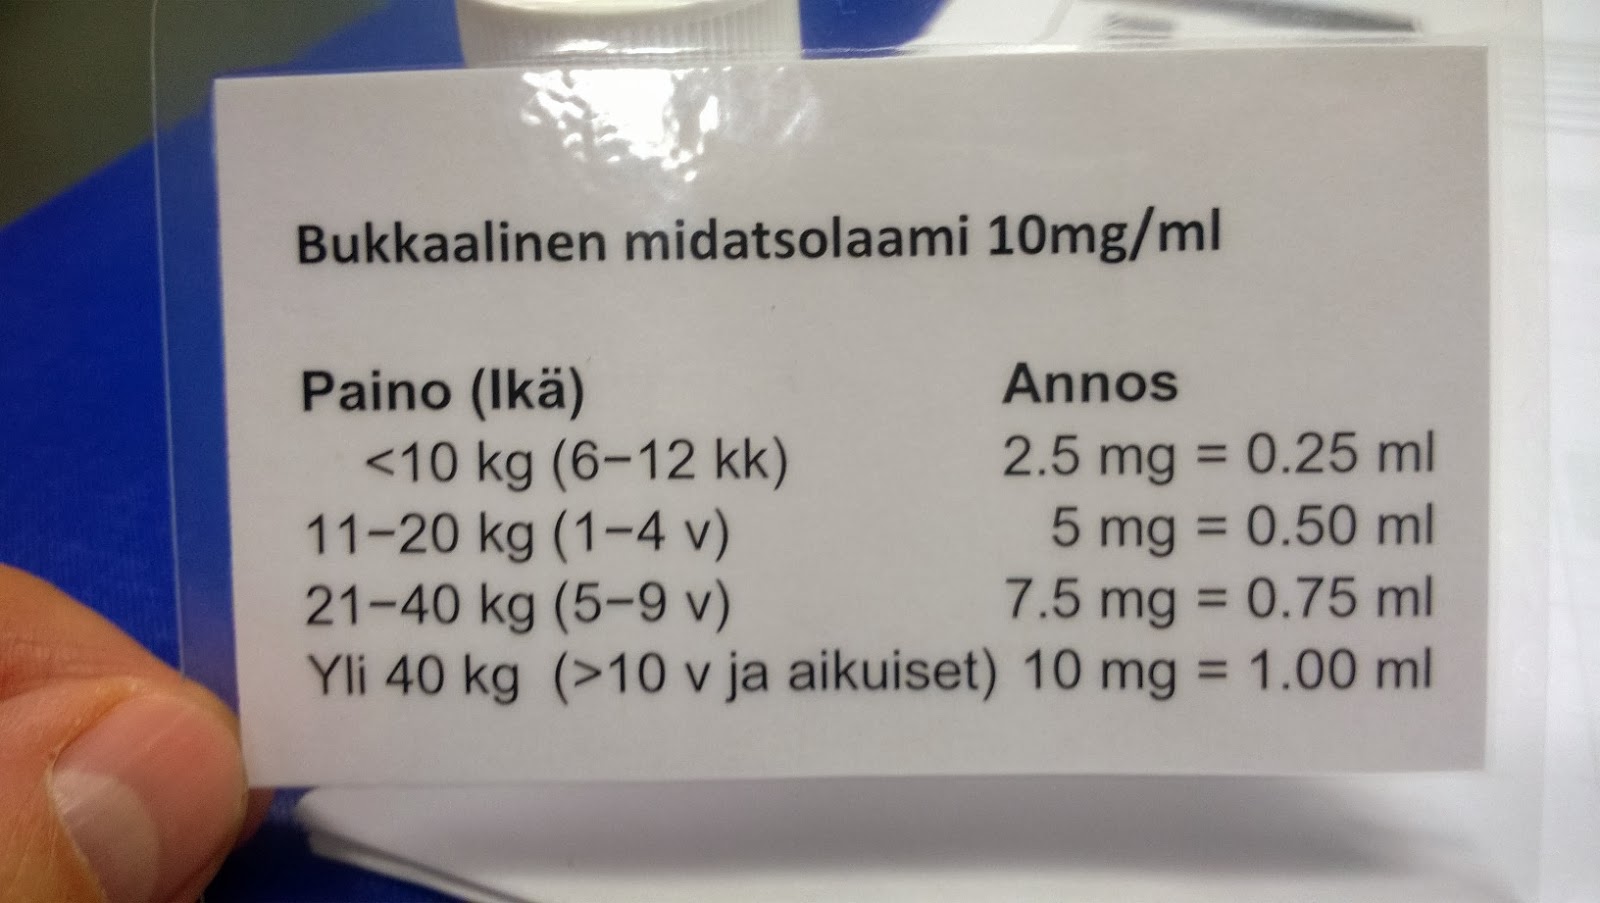 Bukkaalinen midatsolaami 10mg/ml
Paino (Ikä) Annos
<10 kg (6–12 kk) 2.5 mg = 0.25 ml
11–20 kg (1–4 v) 5 mg = 0.50 ml
21–40 kg (5–9 v) 7.5 mg = 0.75 ml
Yli 40 kg (>10 v ja aikuiset) 10 mg = 1.00 ml